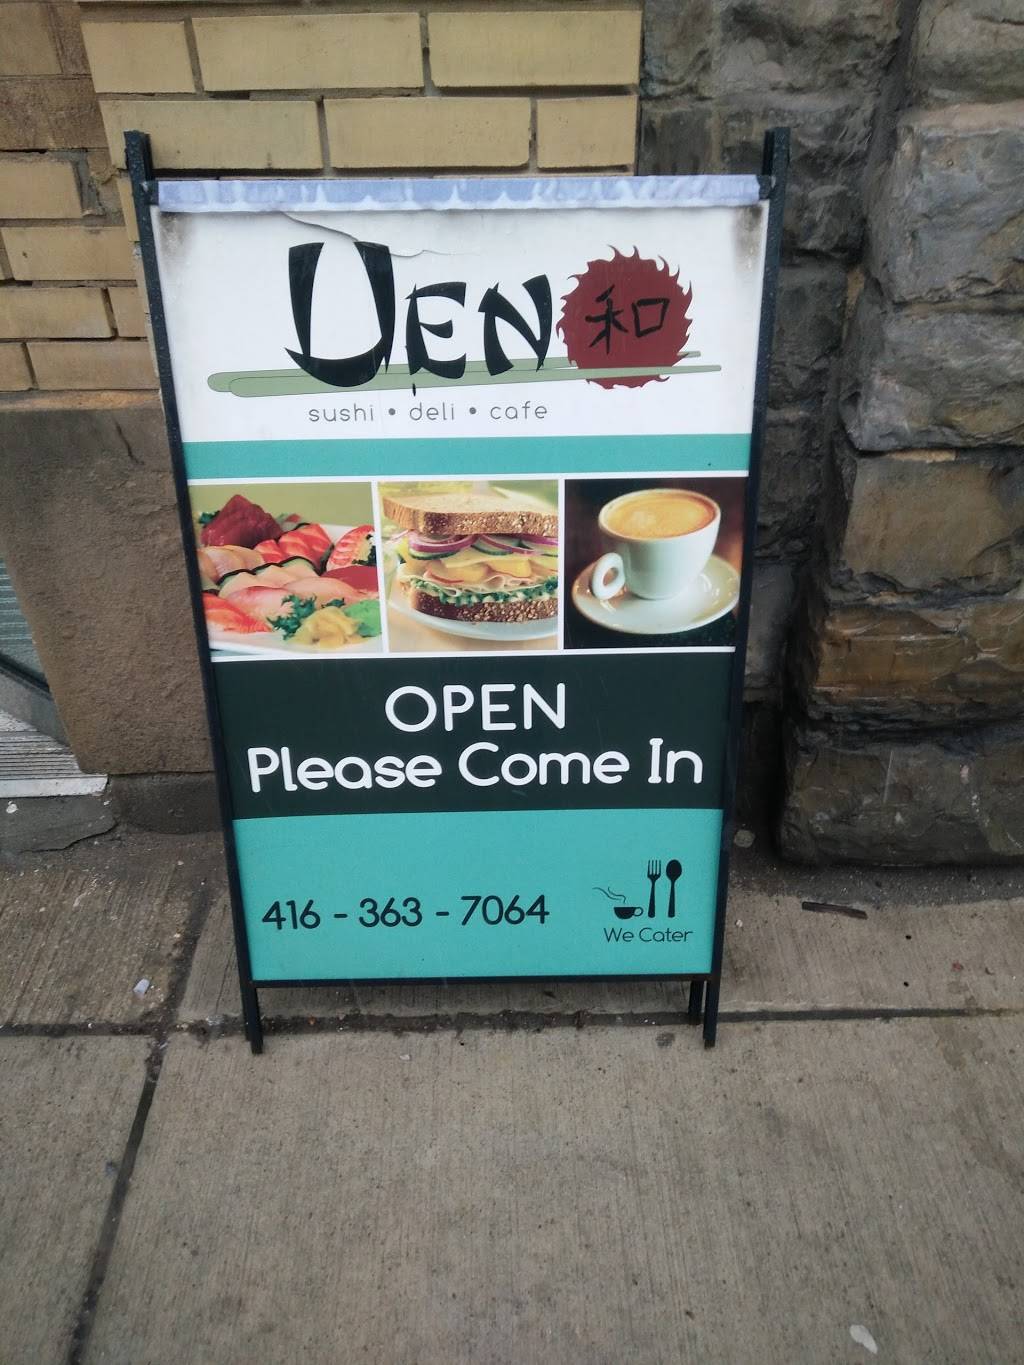 UEN 和
sushi • deli • cafe
OPEN
Please Come In
416 - 363 - 7064
We Cater